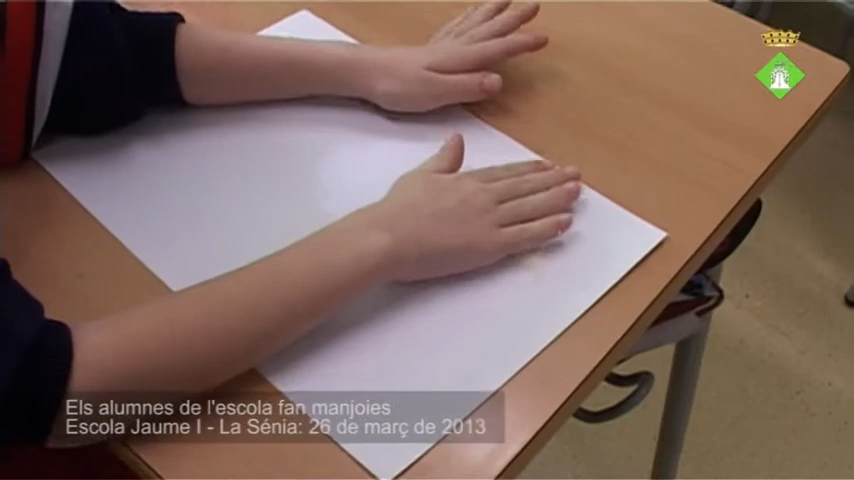 Els alumnes de l'escola fan manjoies
Escola Jaume I - La Sénia: 26 de març de 2013